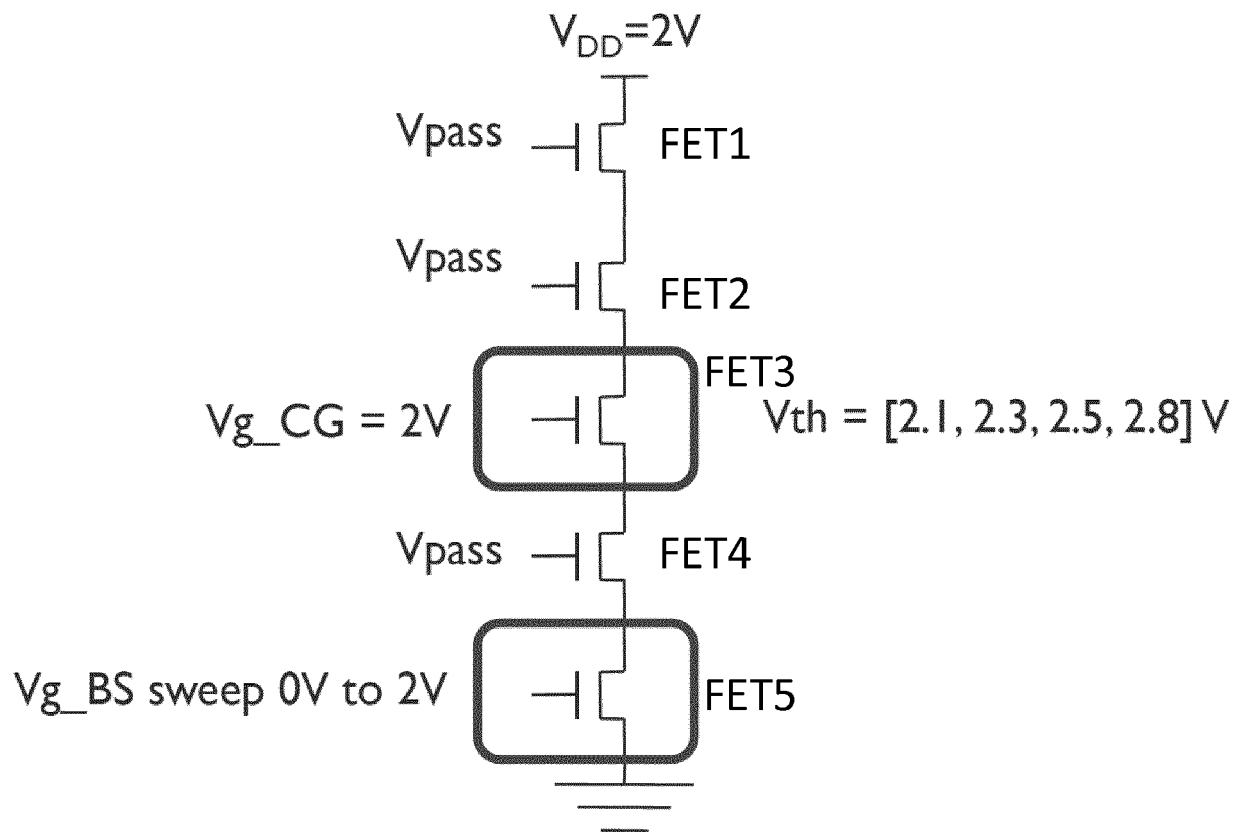 VDD=2V
Vpass FET1
Vpass FET2
FET3
Vg_CG = 2V Vth = [2.1, 2.3, 2.5, 2.8] V
Vpass FET4
Vg_BS sweep 0V to 2V FET5